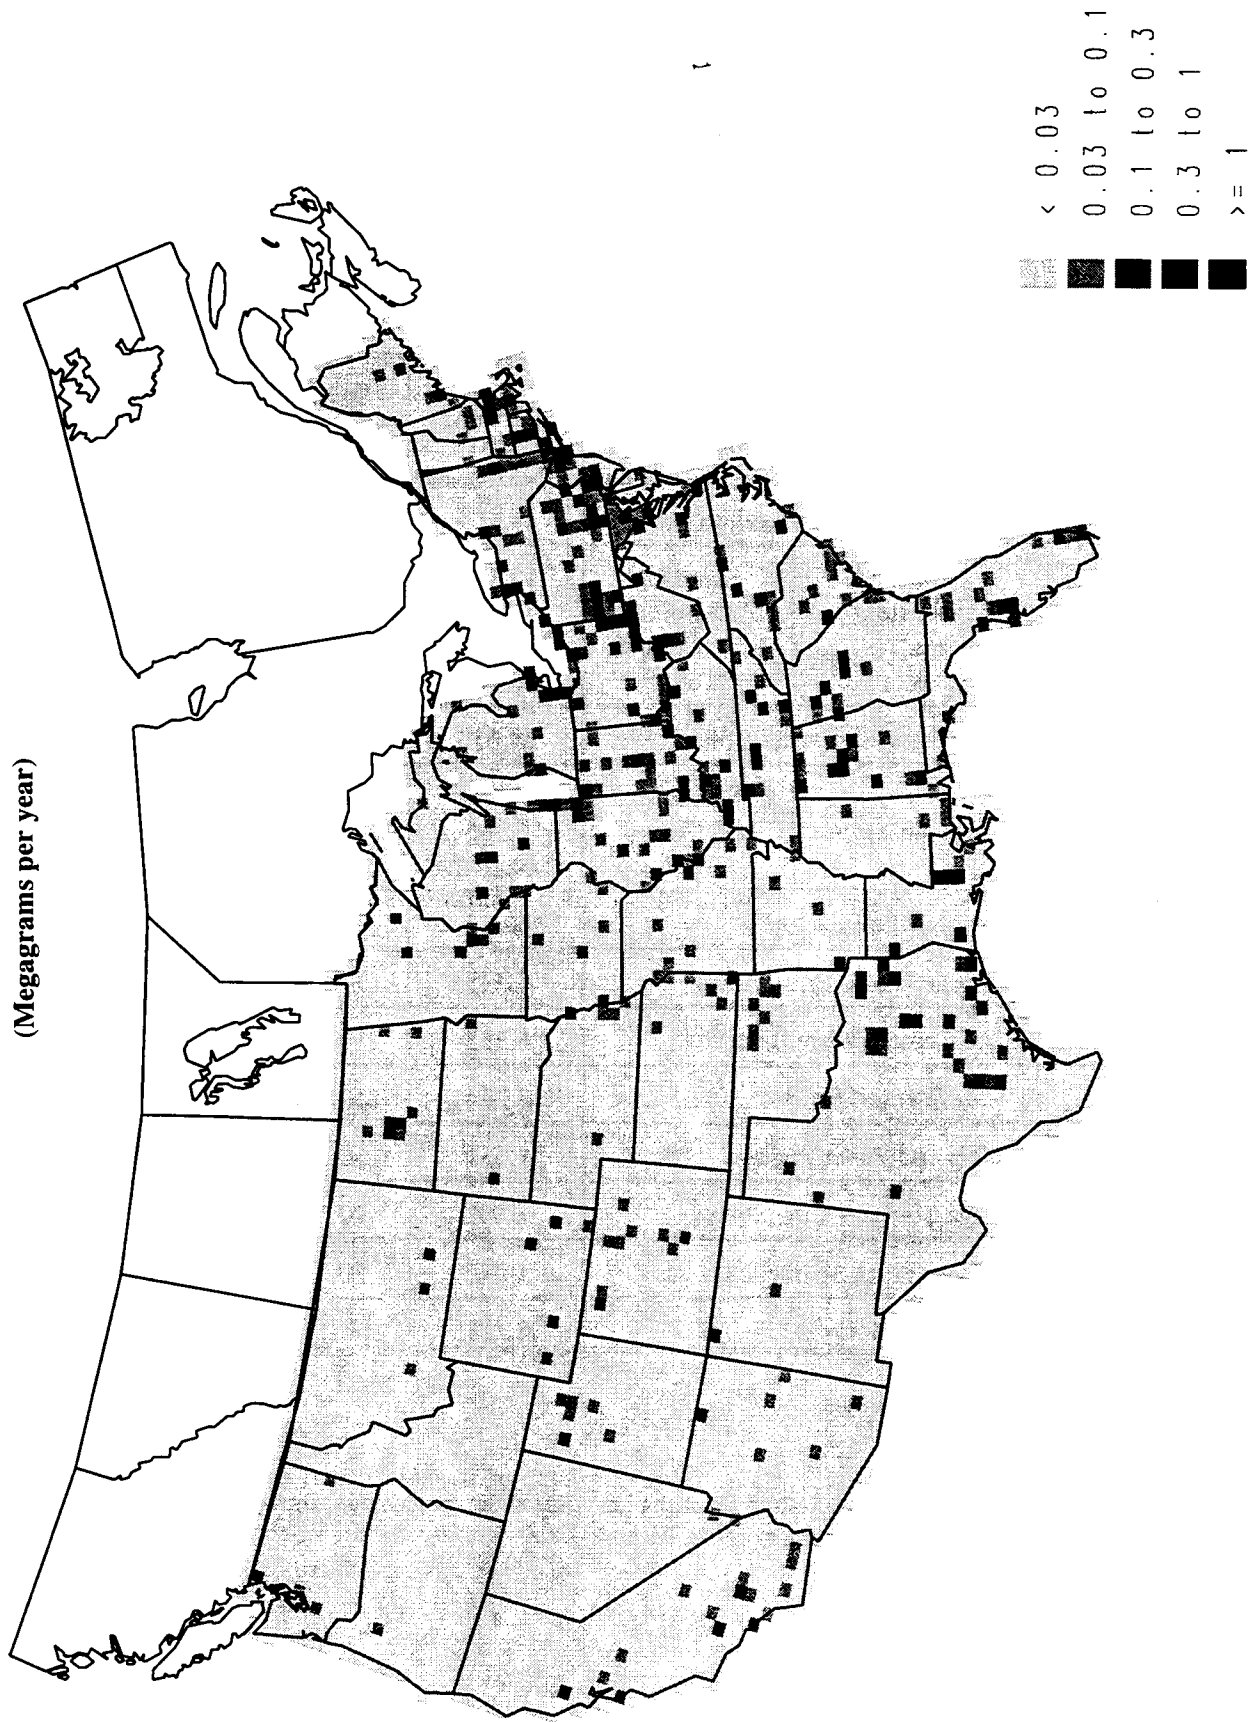 (Megagrams per year)
< 0.03
0.03 to 0.1
0.1 to 0.3
0.3 to 1
>= 1